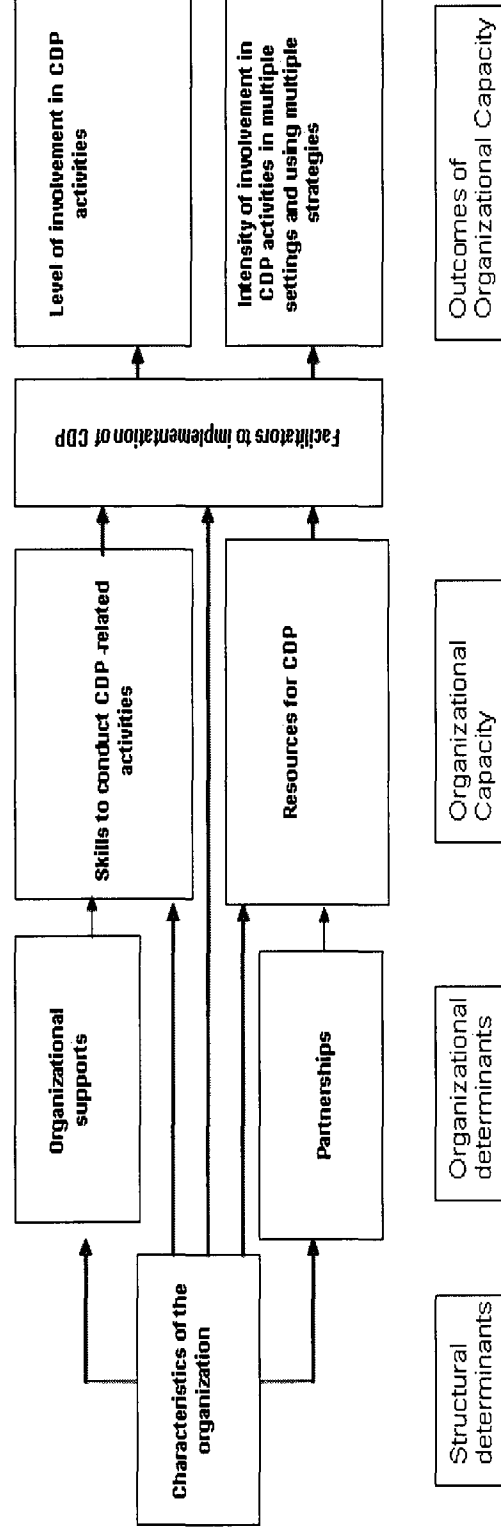 Characteristics of the
organization
Organizational
supports
Partnerships
Skills to conduct CDP-related
activities
Resources for CDP
Facilitators to implementation of CDP
Level of involvement in CDP
activities
Intensity of involvement in
CDP activities in multiple
settings and using multiple
strategies
Structural
determinants
Organizational
determinants
Organizational
Capacity
Outcomes of
Organizational Capacity